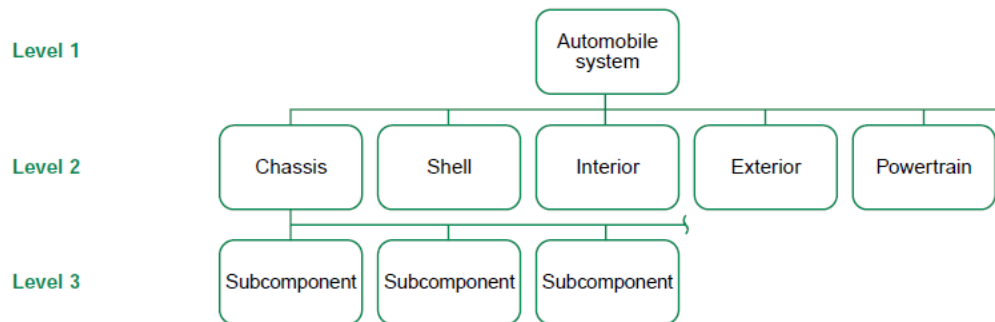 Level 1
Automobile
system
Level 2
Chassis
Shell
Interior
Exterior
Powertrain
Level 3
Subcomponent
Subcomponent
Subcomponent